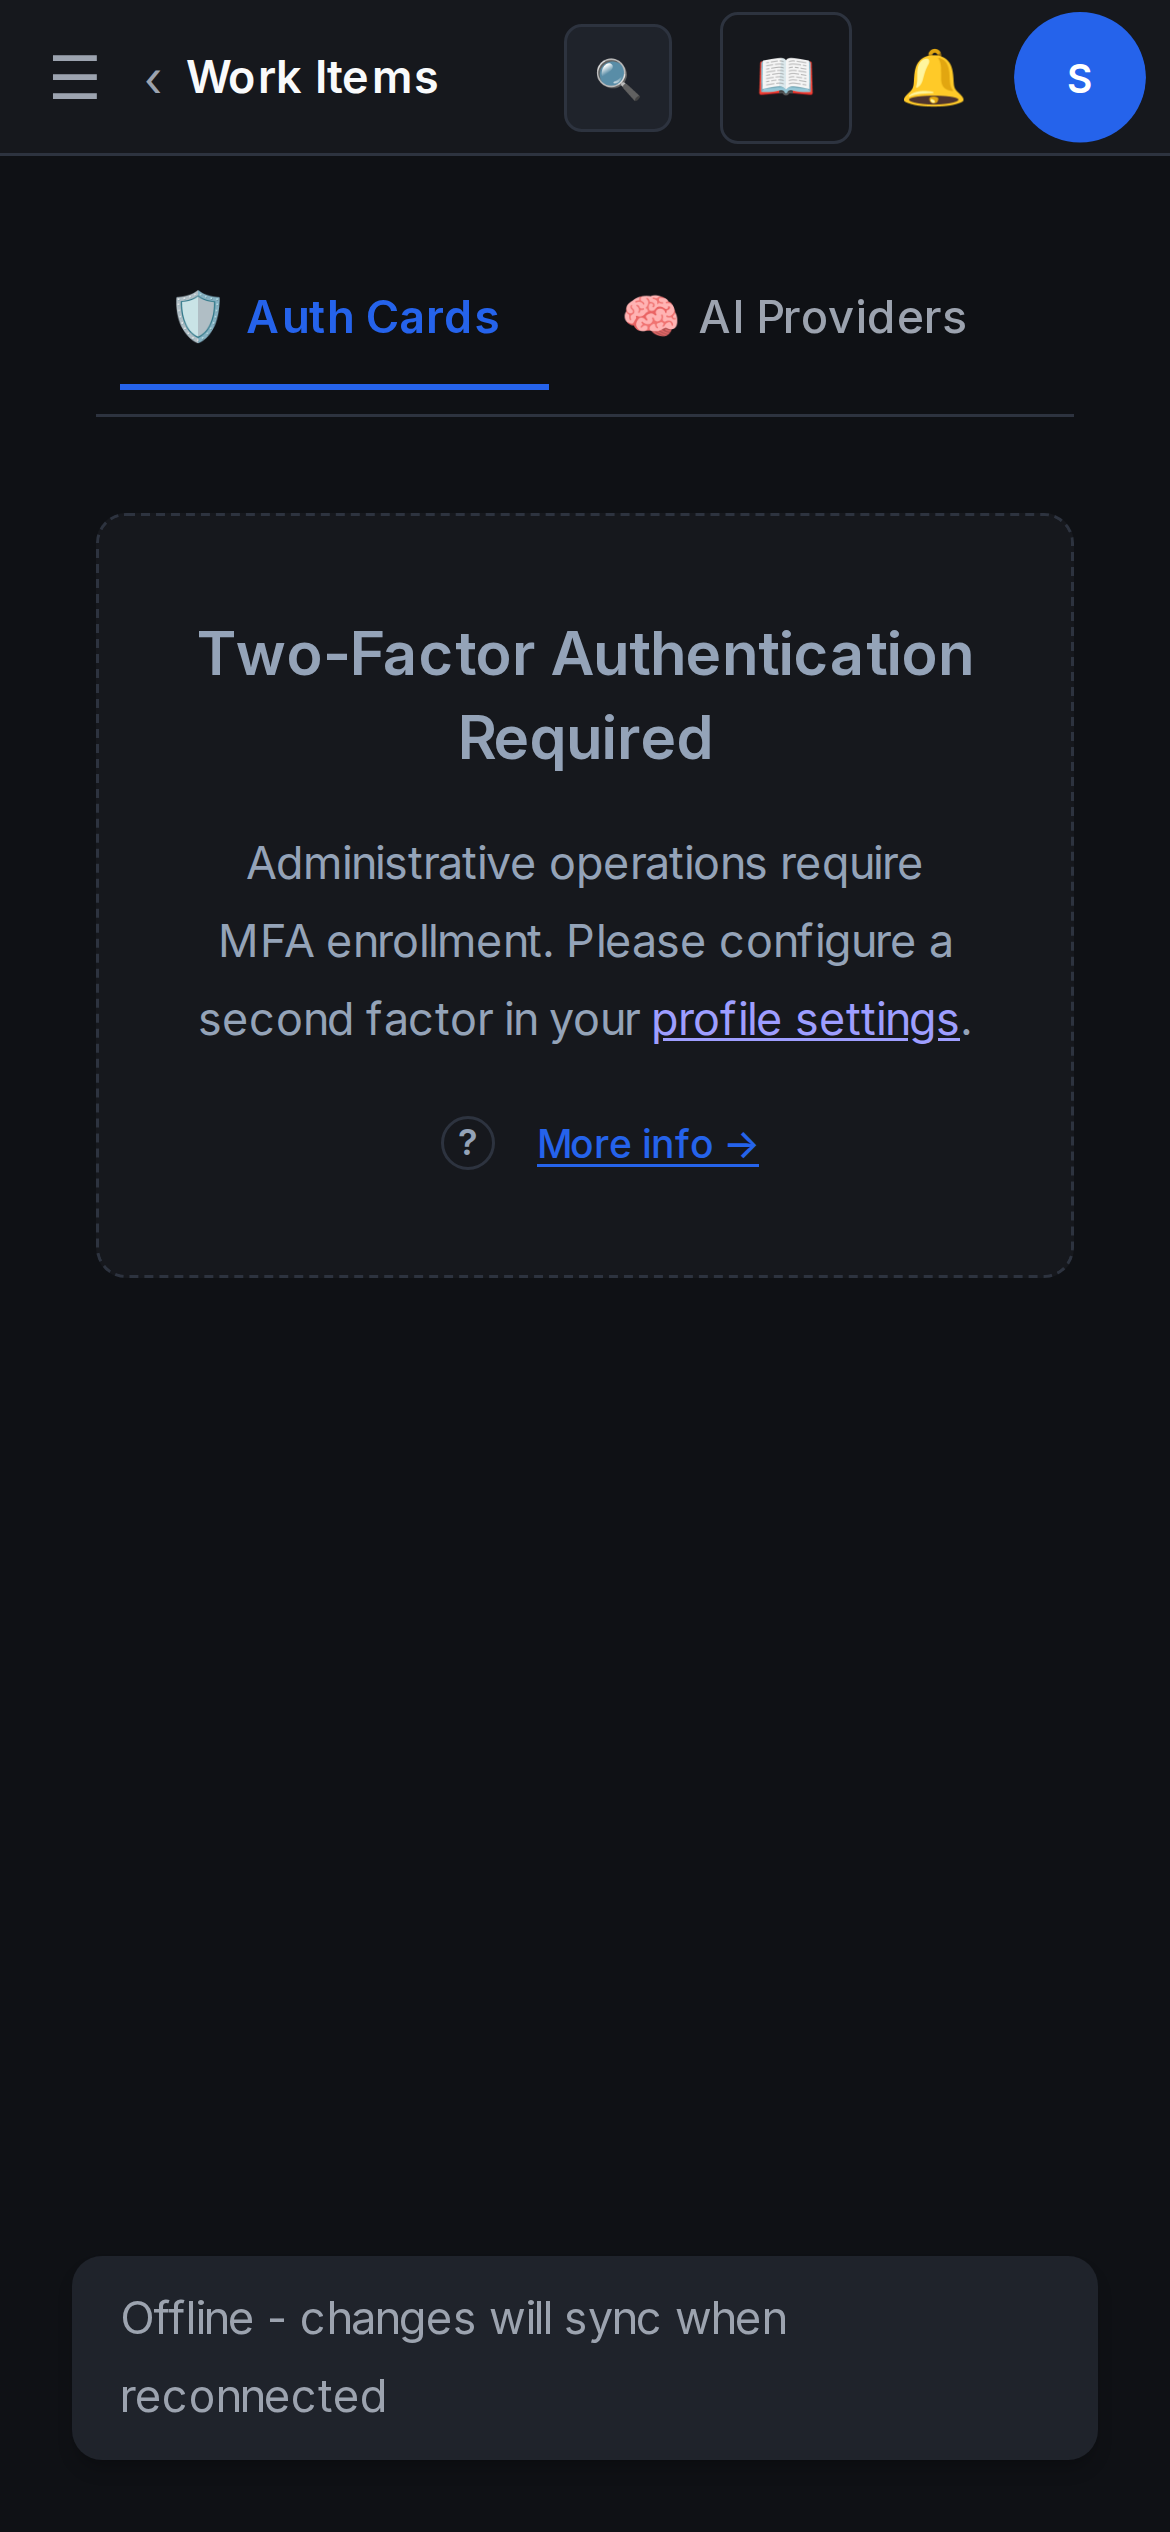 ☰ ‹ Work Items 🔍 📖 🔔 S
🛡️ Auth Cards 🧠 AI Providers
Two-Factor Authentication
Required
Administrative operations require
MFA enrollment. Please configure a
second factor in your profile settings.
? More info →
Offline - changes will sync when
reconnected